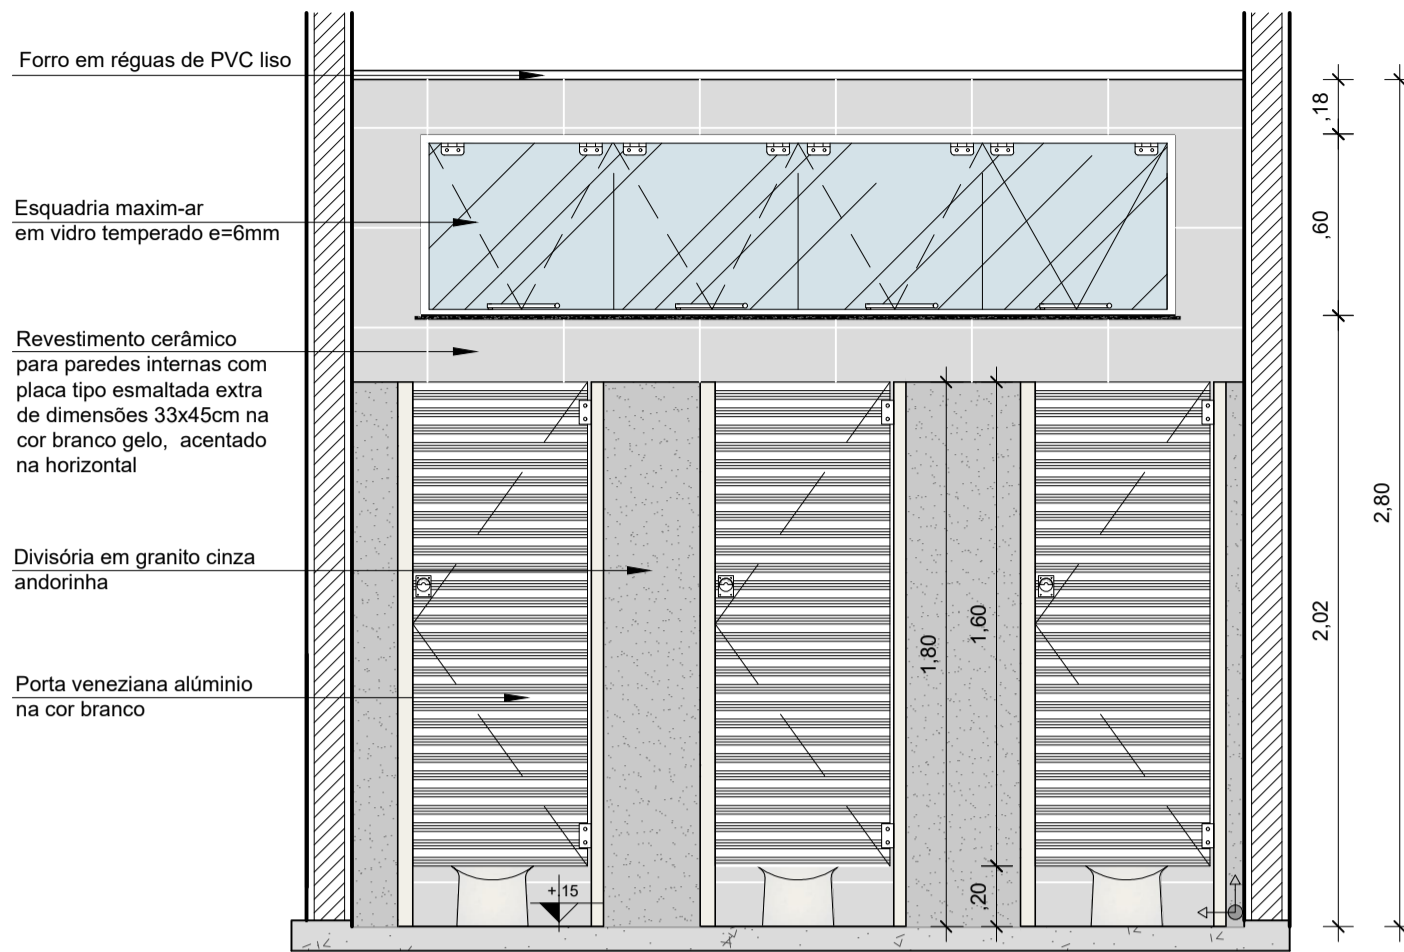 Forro em réguas de PVC liso
Esquadria maxim-ar
em vidro temperado e=6mm
Revestimento cerâmico
para paredes internas com
placa tipo esmaltada extra
de dimensões 33x45cm na
cor branco gelo,  acentado
na horizontal
Divisória em granito cinza
andorinha
Porta veneziana alúminio
na cor branco
+,15
1,80
1,60
,20
,18
,60
2,02
2,80